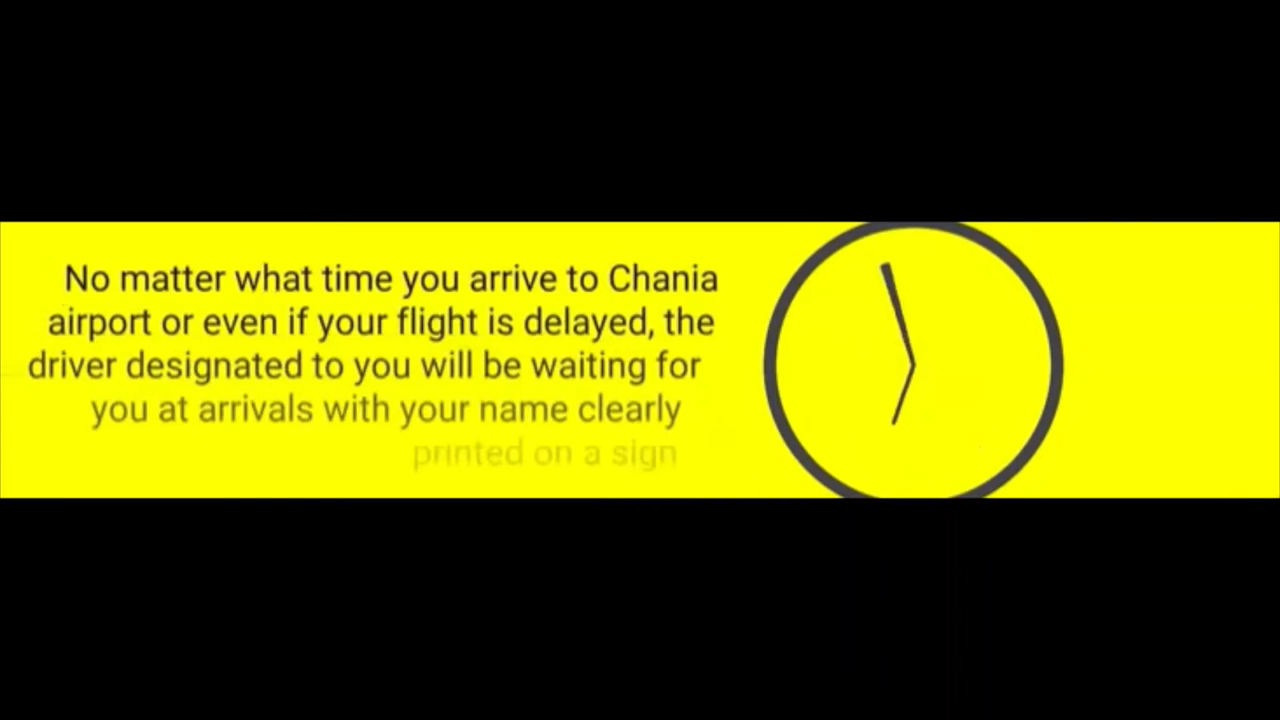 No matter what time you arrive to Chania
airport or even if your flight is delayed, the
driver designated to you will be waiting for
you at arrivals with your name clearly
printed on a sign